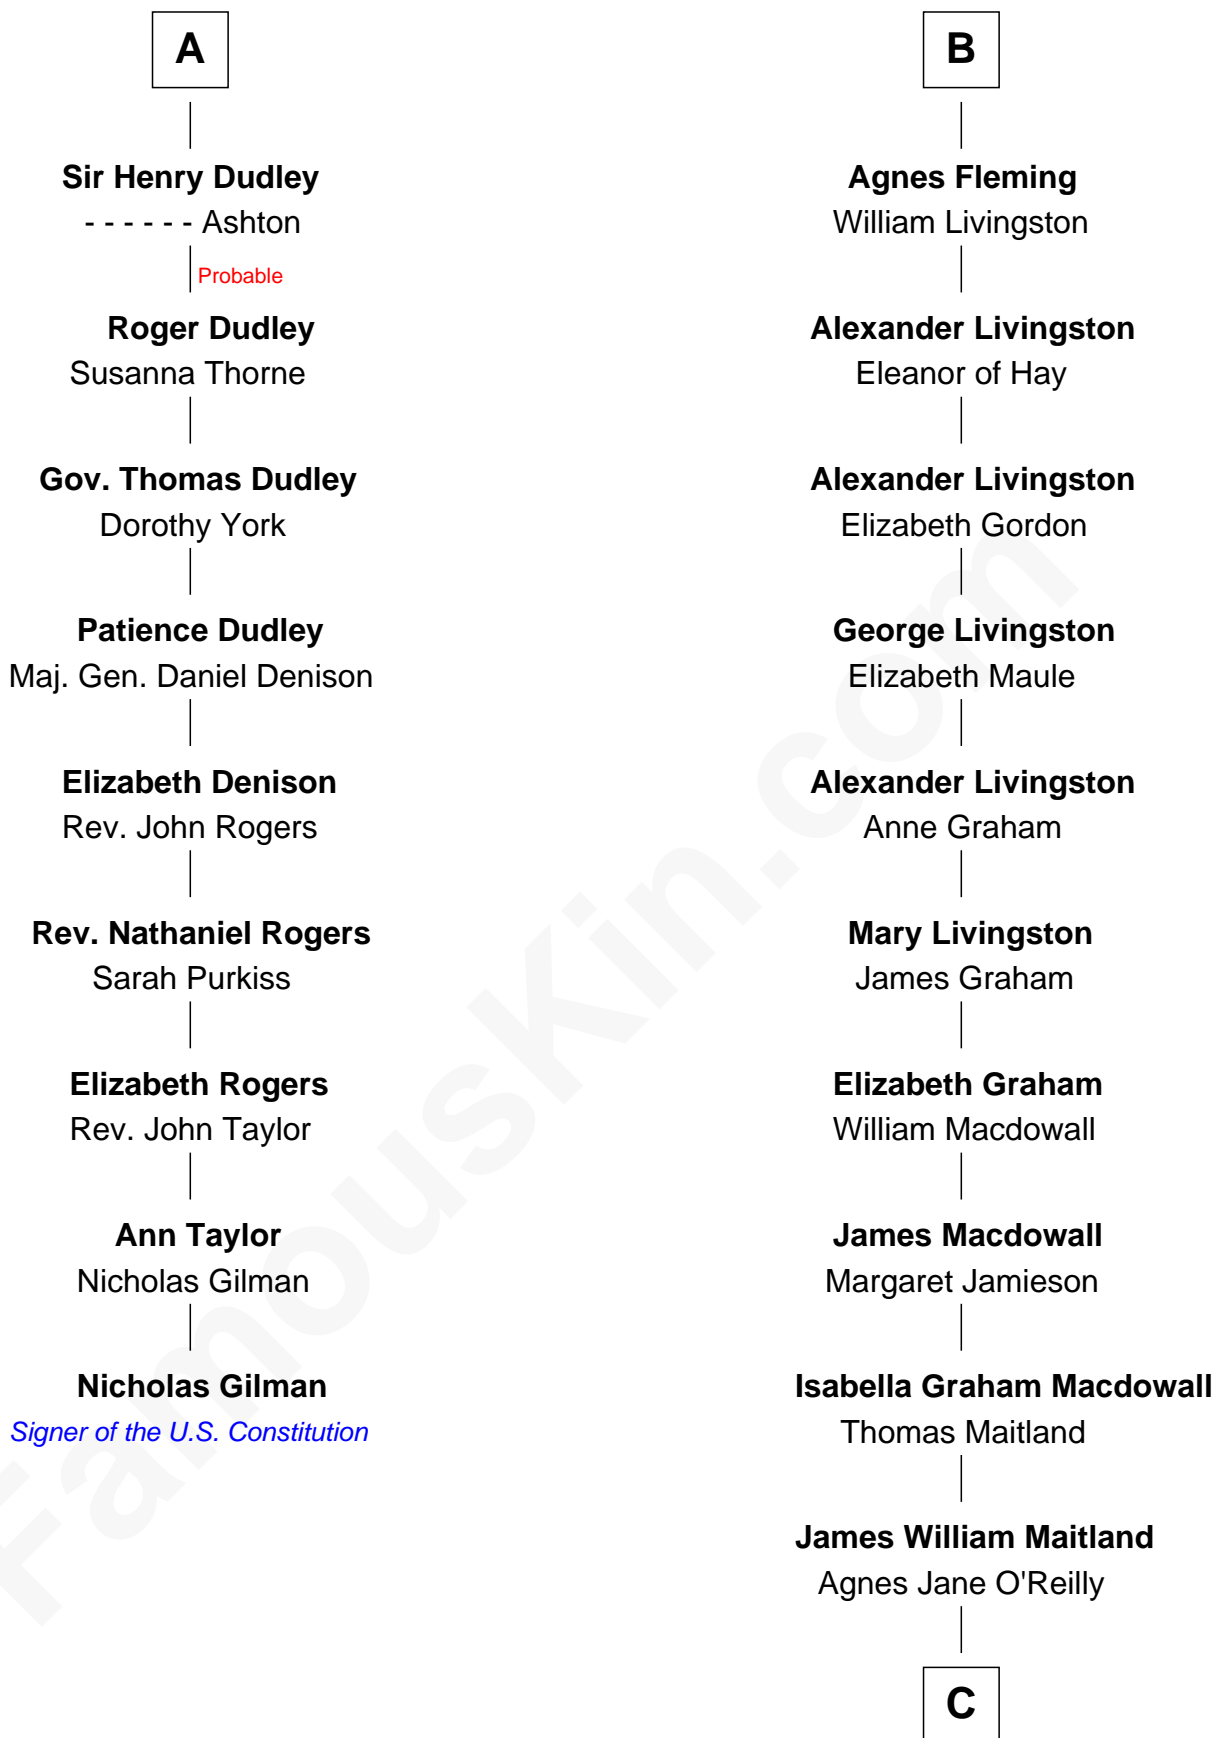 A
Sir Henry Dudley
- - - - - - Ashton
Probable
Roger Dudley
Susanna Thorne
Gov. Thomas Dudley
Dorothy York
Patience Dudley
Maj. Gen. Daniel Denison
Elizabeth Denison
Rev. John Rogers
Rev. Nathaniel Rogers
Sarah Purkiss
Elizabeth Rogers
Rev. John Taylor
Ann Taylor
Nicholas Gilman
Nicholas Gilman
Signer of the U.S. Constitution
B
Agnes Fleming
William Livingston
Alexander Livingston
Eleanor of Hay
Alexander Livingston
Elizabeth Gordon
George Livingston
Elizabeth Maule
Alexander Livingston
Anne Graham
Mary Livingston
James Graham
Elizabeth Graham
William Macdowall
James Macdowall
Margaret Jamieson
Isabella Graham Macdowall
Thomas Maitland
James William Maitland
Agnes Jane O'Reilly
C
FamousKin.com